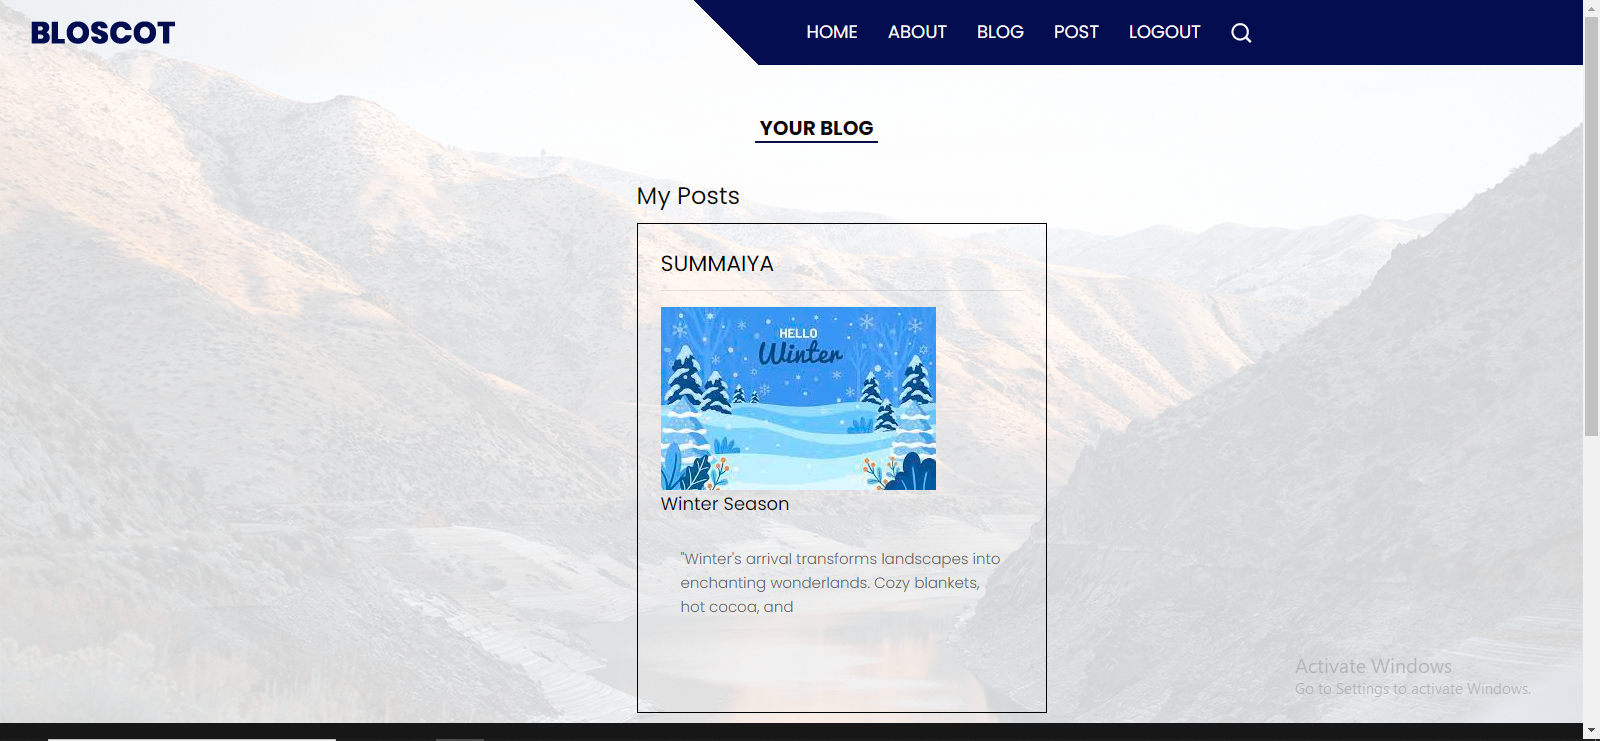 BLOSCOT
HOME ABOUT BLOG POST LOGOUT
YOUR BLOG
My Posts
SUMMAIYA
HELLO
Winter
Winter Season
"Winter's arrival transforms landscapes into
enchanting wonderlands. Cozy blankets,
hot cocoa, and
Activate Windows
Go to Settings to activate Windows.